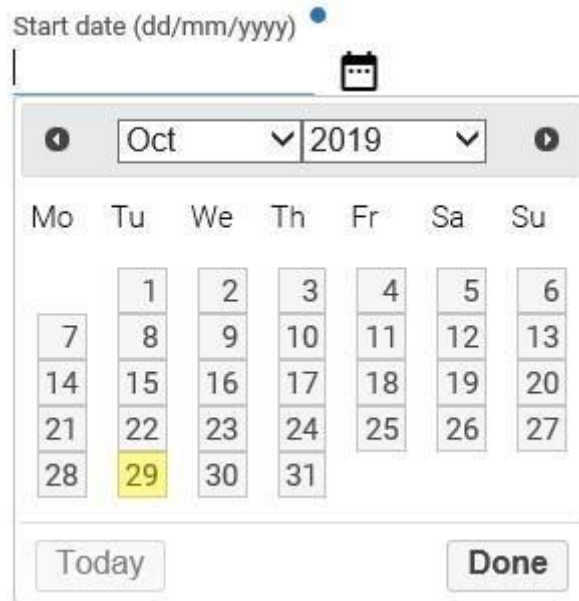 Start date (dd/mm/yyyy)
Oct 2019
Mo Tu We Th Fr Sa Su
1 2 3 4 5 6
7 8 9 10 11 12 13
14 15 16 17 18 19 20
21 22 23 24 25 26 27
28 29 30 31
Today Done